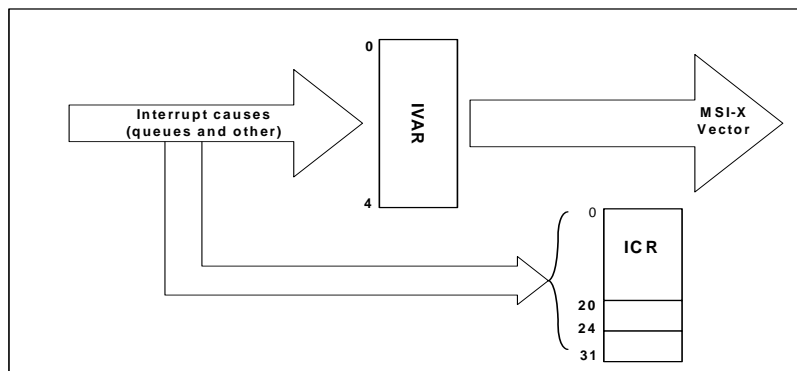 0
Interrupt causes
(queues and other)
IVAR
MSI-X
Vector
4
0
ICR
20
24
31